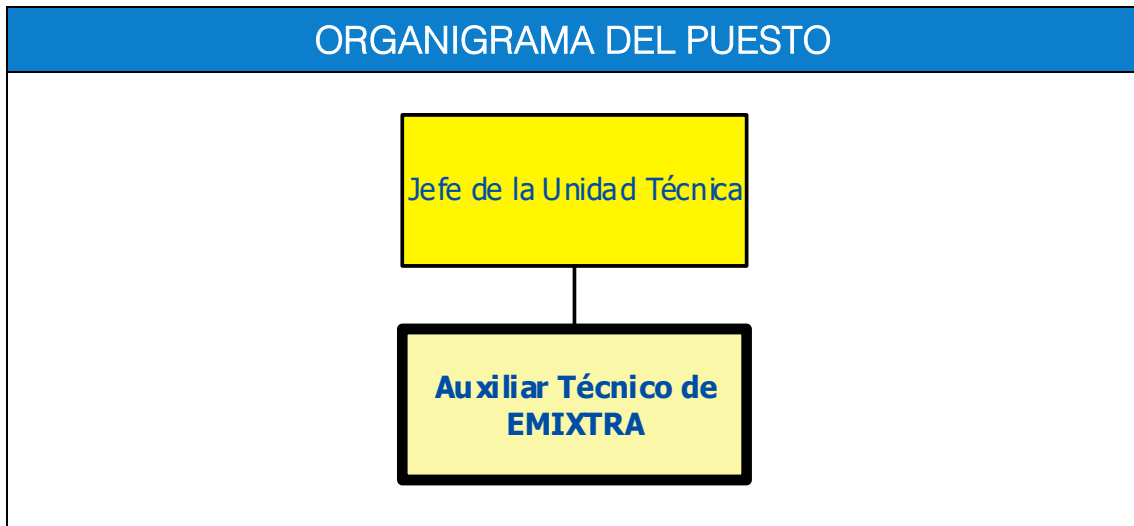 ORGANIGRAMA DEL PUESTO
Jefe de la Unidad Técnica
Auxiliar Técnico de
EMIXTRA